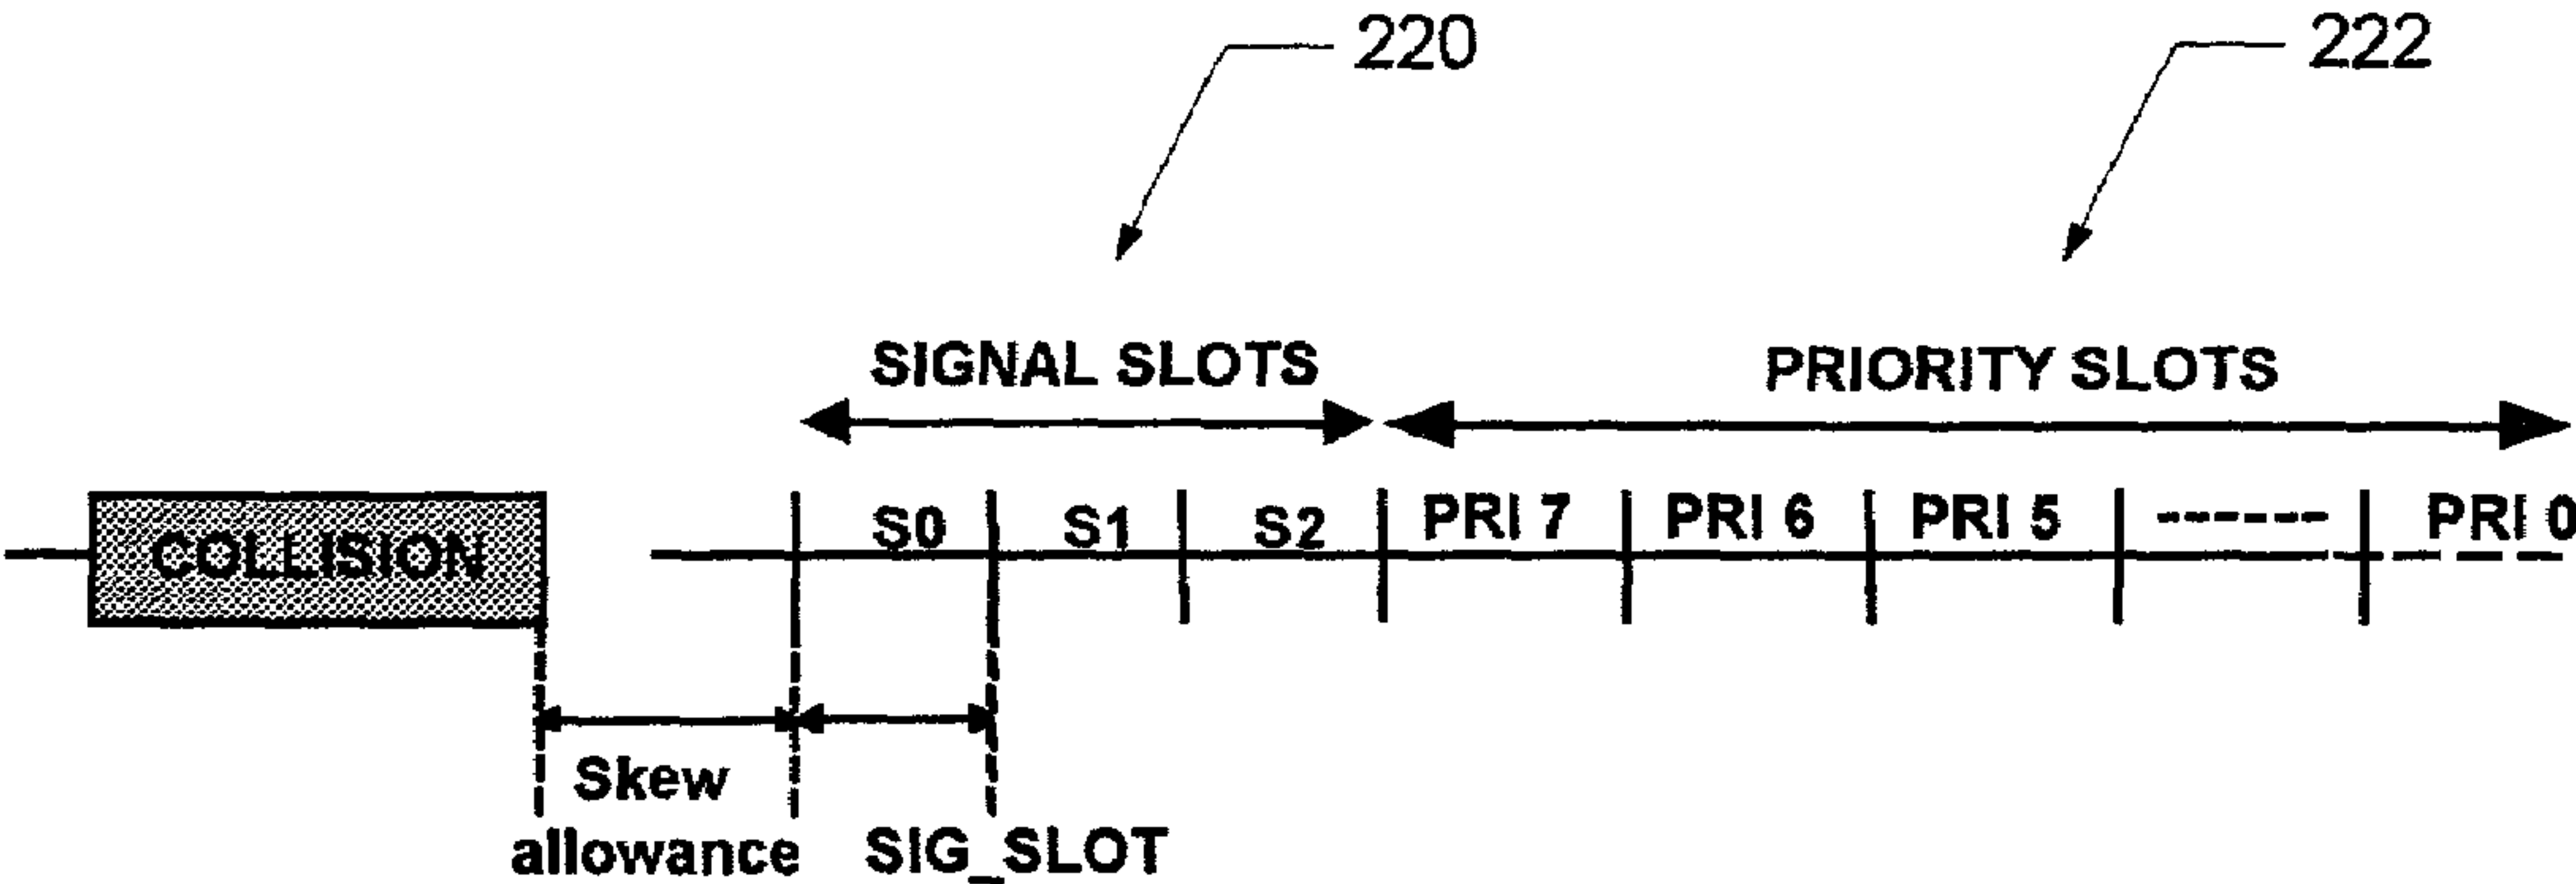 220
222
SIGNAL SLOTS
PRIORITY SLOTS
COLLISION
S0 S1 S2 PRI 7 PRI 6 PRI 5 ------ PRI 0
Skew
allowance
SIG_SLOT